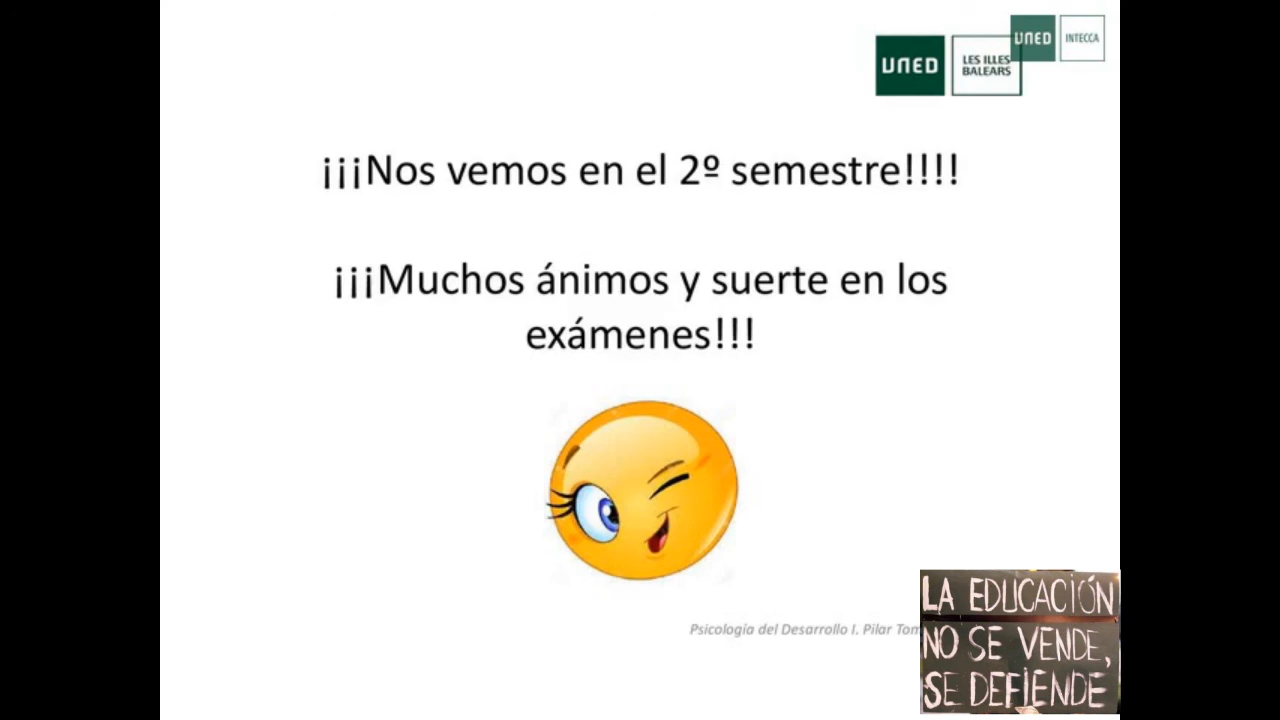 UNED
INTECCA
UNED
LES ILLES
BALEARS
¡¡¡Nos vemos en el 2º semestre!!!!
¡¡¡Muchos ánimos y suerte en los
exámenes!!!
Psicología del Desarrollo I. Pilar
LA EDUCACIÓN
NO SE VENDE,
SE DEFIENDE